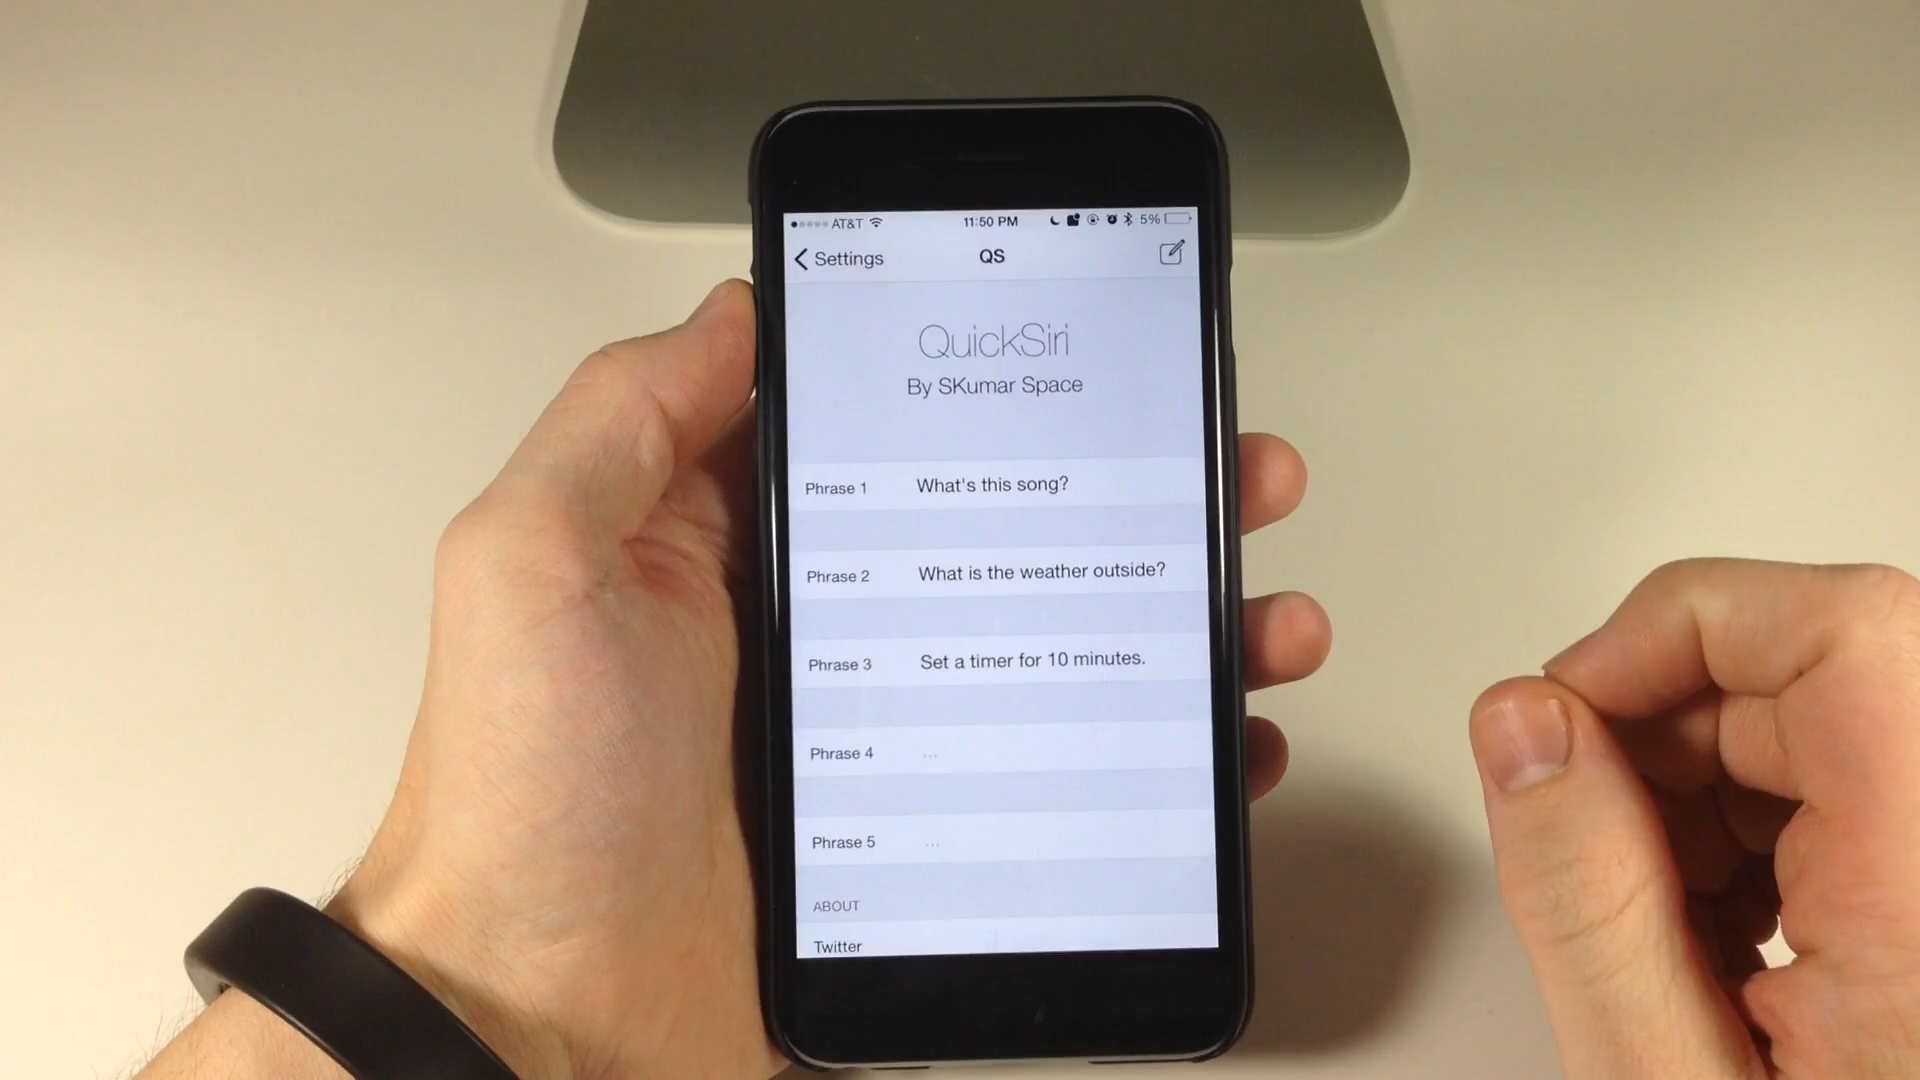 AT&T 11:50 PM 5%
Settings QS
QuickSiri
By SKumar Space
Phrase 1 What's this song?
Phrase 2 What is the weather outside?
Phrase 3 Set a timer for 10 minutes.
Phrase 4 ...
Phrase 5 ...
ABOUT
Twitter